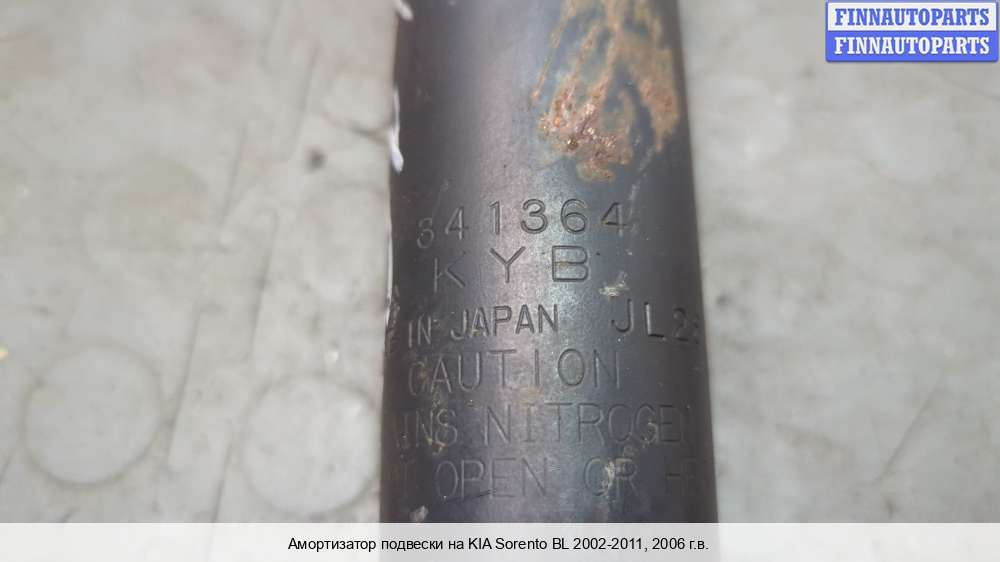 FINNAUTOPARTS
FINNAUTOPARTS
341364
KYB
IN JAPAN JL2
CAUTION
NITROGEN
OPEN OR
Амортизатор подвески на KIA Sorento BL 2002-2011, 2006 г.в.